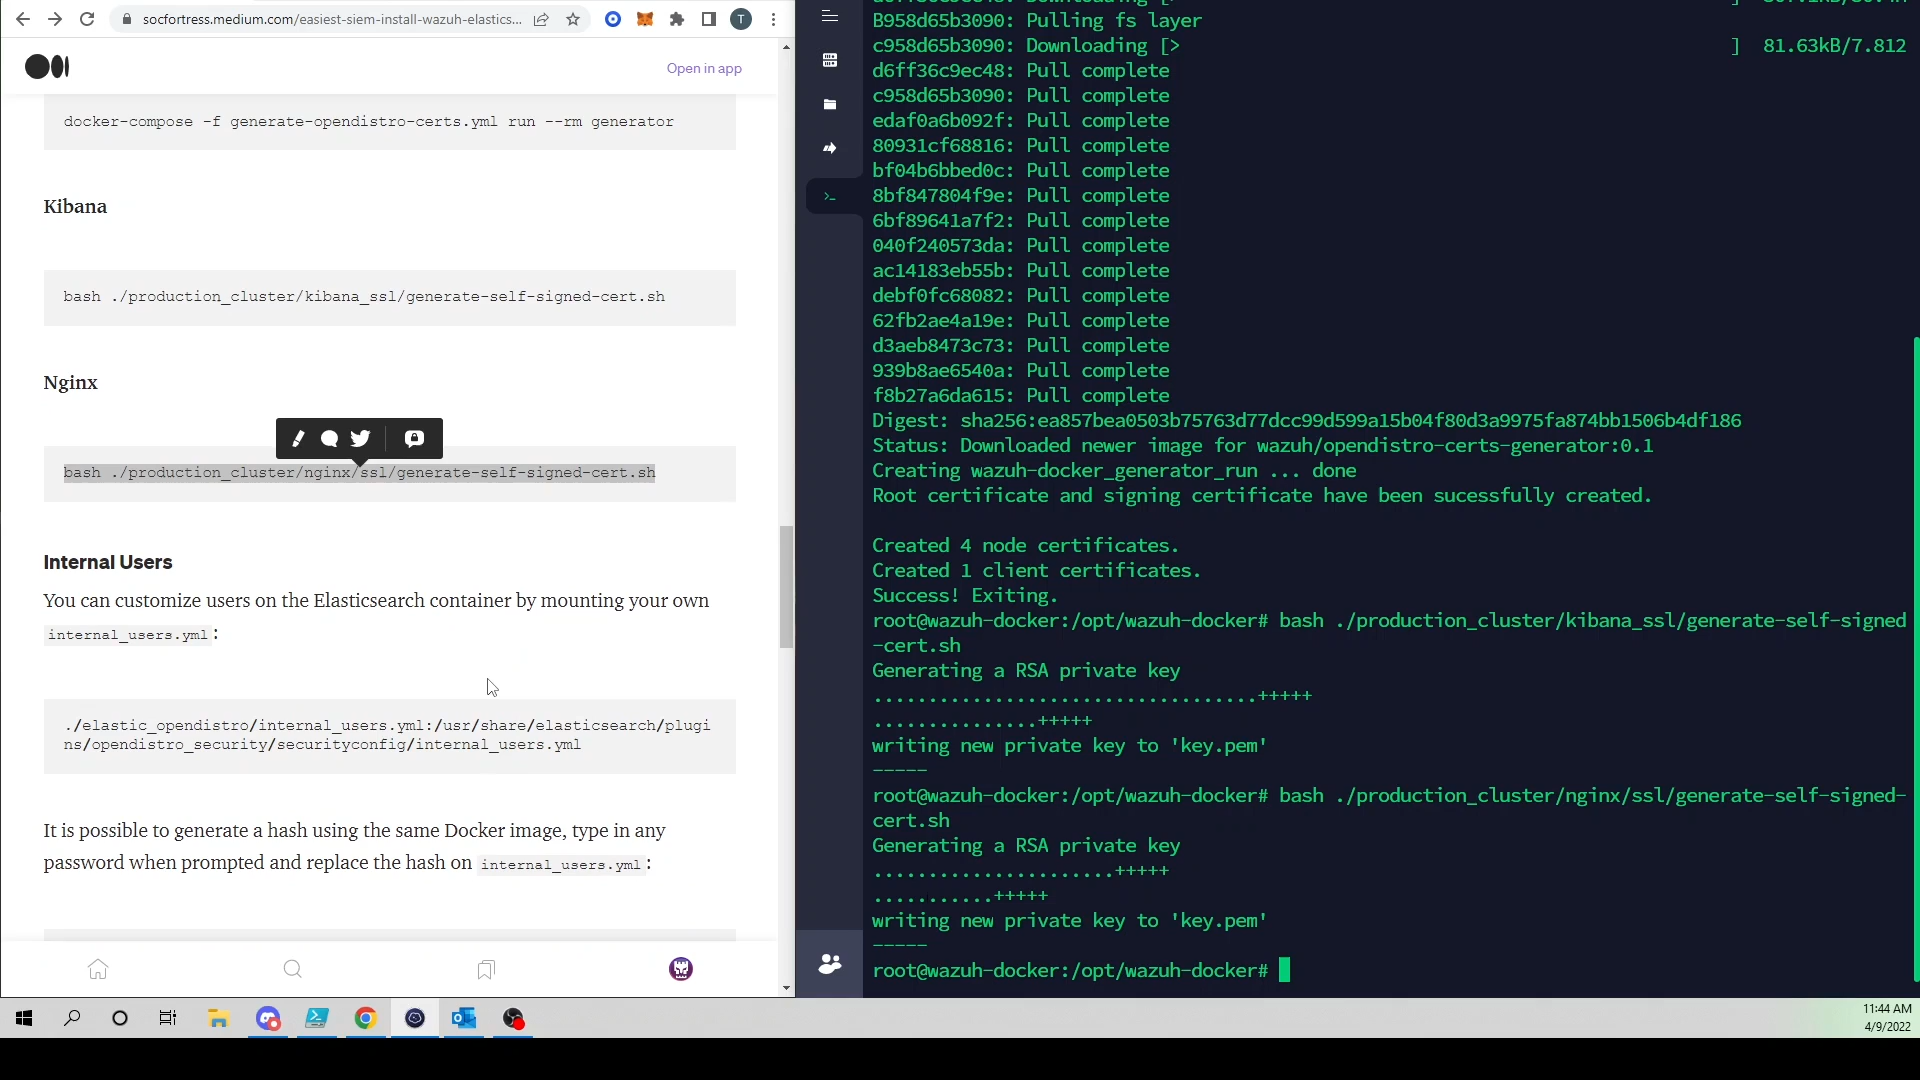 socfortress.medium.com/easiest-siem-install-wazuh-elastics...
T
Open in app
docker-compose -f generate-opendistro-certs.yml run --rm generator
Kibana
bash ./production_cluster/kibana_ssl/generate-self-signed-cert.sh
Nginx
bash ./production_cluster/nginx/ssl/generate-self-signed-cert.sh
Internal Users
You can customize users on the Elasticsearch container by mounting your own
internal_users.yml:
./elastic_opendistro/internal_users.yml:/usr/share/elasticsearch/plugi
ns/opendistro_security/securityconfig/internal_users.yml
It is possible to generate a hash using the same Docker image, type in any
password when prompted and replace the hash on internal_users.yml:
B958d65b3090: Pulling fs layer
c958d65b3090: Downloading [> ] 81.63kB/7.812
d6ff36c9ec48: Pull complete
c958d65b3090: Pull complete
edaf0a6b092f: Pull complete
80931cf68816: Pull complete
bf04b6bbed0c: Pull complete
8bf847804f9e: Pull complete
6bf89641a7f2: Pull complete
040f240573da: Pull complete
ac14183eb55b: Pull complete
debf0fc68082: Pull complete
62fb2ae4a19e: Pull complete
d3aeb8473c73: Pull complete
939b8ae6540a: Pull complete
f8b27a6da615: Pull complete
Digest: sha256:ea857bea0503b75763d77dcc99d599a15b04f80d3a9975fa874bb1506b4df186
Status: Downloaded newer image for wazuh/opendistro-certs-generator:0.1
Creating wazuh-docker_generator_run ... done
Root certificate and signing certificate have been sucessfully created.
Created 4 node certificates.
Created 1 client certificates.
Success! Exiting.
root@wazuh-docker:/opt/wazuh-docker# bash ./production_cluster/kibana_ssl/generate-self-signed
-cert.sh
Generating a RSA private key
...................................+++++
...............+++++
writing new private key to 'key.pem'
-----
root@wazuh-docker:/opt/wazuh-docker# bash ./production_cluster/nginx/ssl/generate-self-signed-
cert.sh
Generating a RSA private key
......................+++++
...........+++++
writing new private key to 'key.pem'
-----
root@wazuh-docker:/opt/wazuh-docker#
11:44 AM
4/9/2022